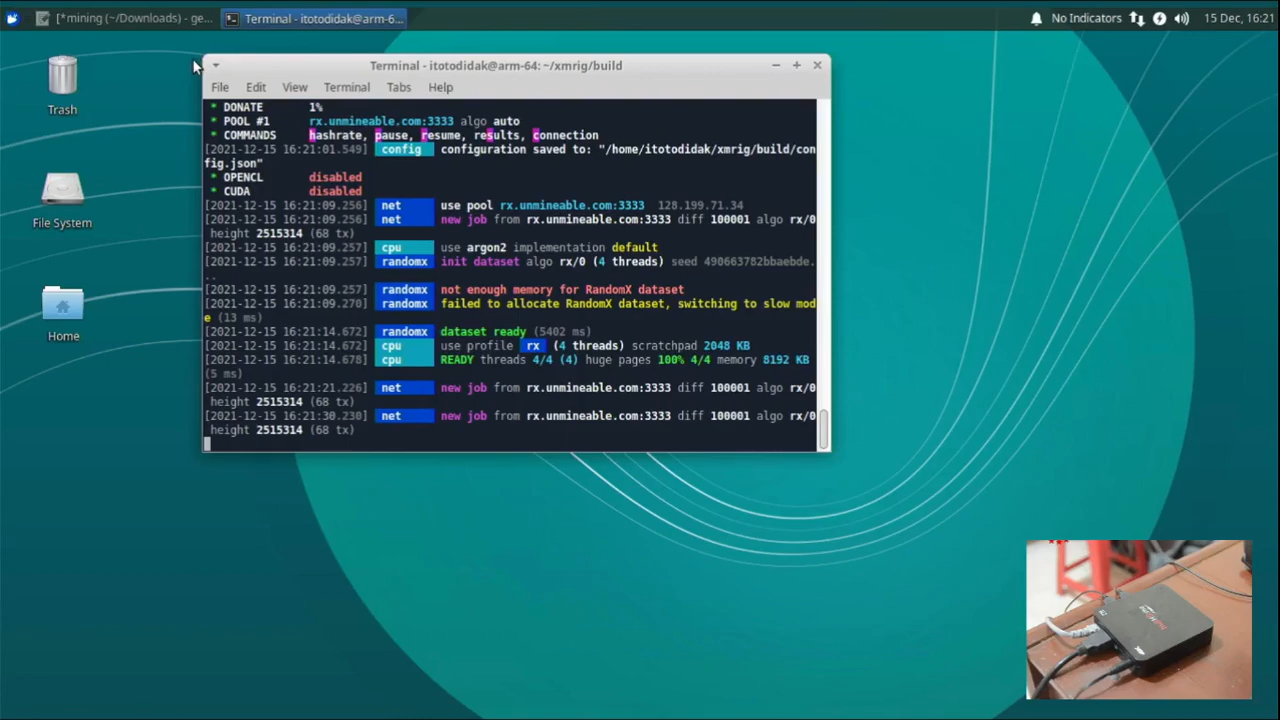 [*mining (~/Downloads) - ge...
Terminal - itotodidak@arm-6...
No Indicators
15 Dec, 16:21
Trash
File System
Home
Terminal - itotodidak@arm-64: ~/xmrig/build
File Edit View Terminal Tabs Help
* DONATE 1%
* POOL #1 rx.unmineable.com:3333 algo auto
* COMMANDS hashrate, pause, resume, results, connection
[2021-12-15 16:21:01.549] config configuration saved to: "/home/itotodidak/xmrig/build/con
fig.json"
* OPENCL disabled
* CUDA disabled
[2021-12-15 16:21:09.256] net use pool rx.unmineable.com:3333 128.199.71.34
[2021-12-15 16:21:09.256] net new job from rx.unmineable.com:3333 diff 100001 algo rx/0
height 2515314 (68 tx)
[2021-12-15 16:21:09.257] cpu use argon2 implementation default
[2021-12-15 16:21:09.257] randomx init dataset algo rx/0 (4 threads) seed 490663782bbaebde.
..
[2021-12-15 16:21:09.257] randomx not enough memory for RandomX dataset
[2021-12-15 16:21:09.270] randomx failed to allocate RandomX dataset, switching to slow mod
e (13 ms)
[2021-12-15 16:21:14.672] randomx dataset ready (5402 ms)
[2021-12-15 16:21:14.672] cpu use profile rx (4 threads) scratchpad 2048 KB
[2021-12-15 16:21:14.678] cpu READY threads 4/4 (4) huge pages 100% 4/4 memory 8192 KB
(5 ms)
[2021-12-15 16:21:21.226] net new job from rx.unmineable.com:3333 diff 100001 algo rx/0
height 2515314 (68 tx)
[2021-12-15 16:21:30.230] net new job from rx.unmineable.com:3333 diff 100001 algo rx/0
height 2515314 (68 tx)